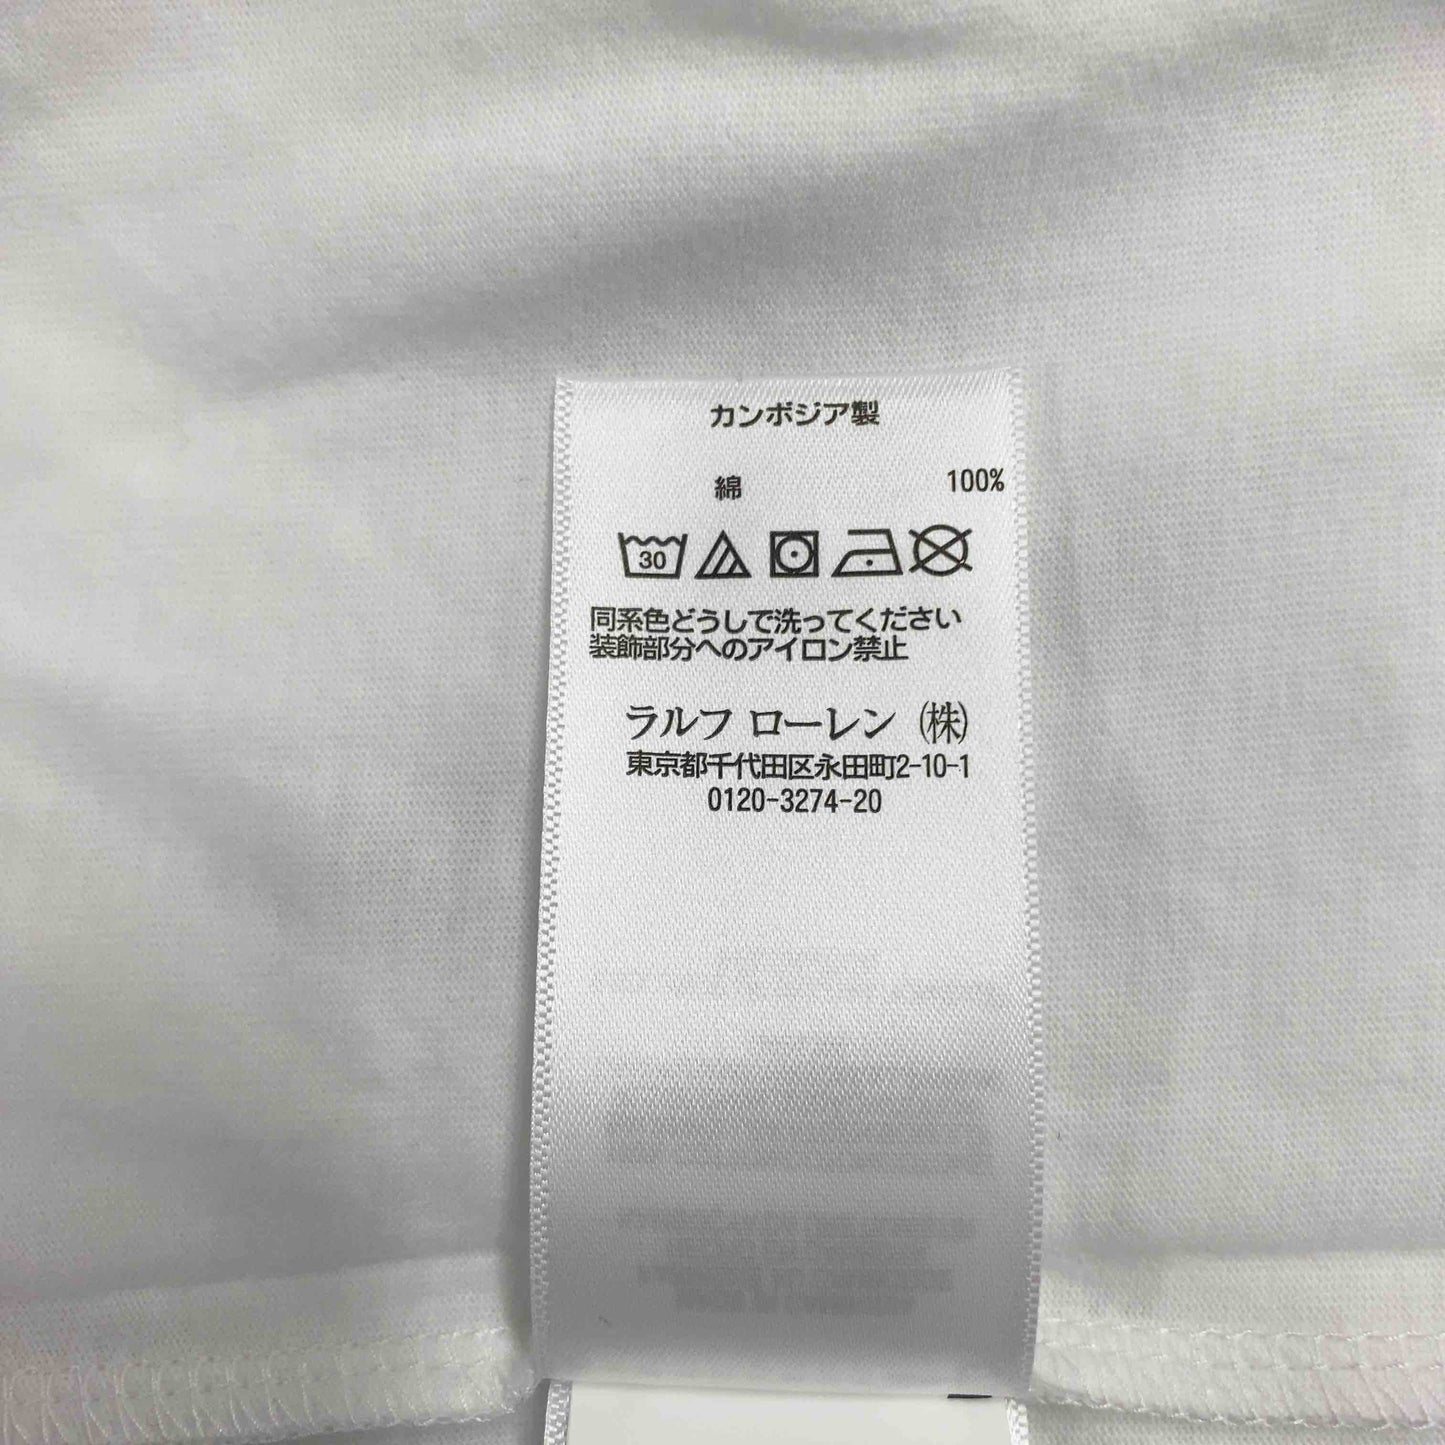 カンボジア製
綿 100%
30
同系色どうしで洗ってください
装飾部分へのアイロン禁止
ラルフ ローレン (株)
東京都千代田区永田町2-10-1
0120-3274-20